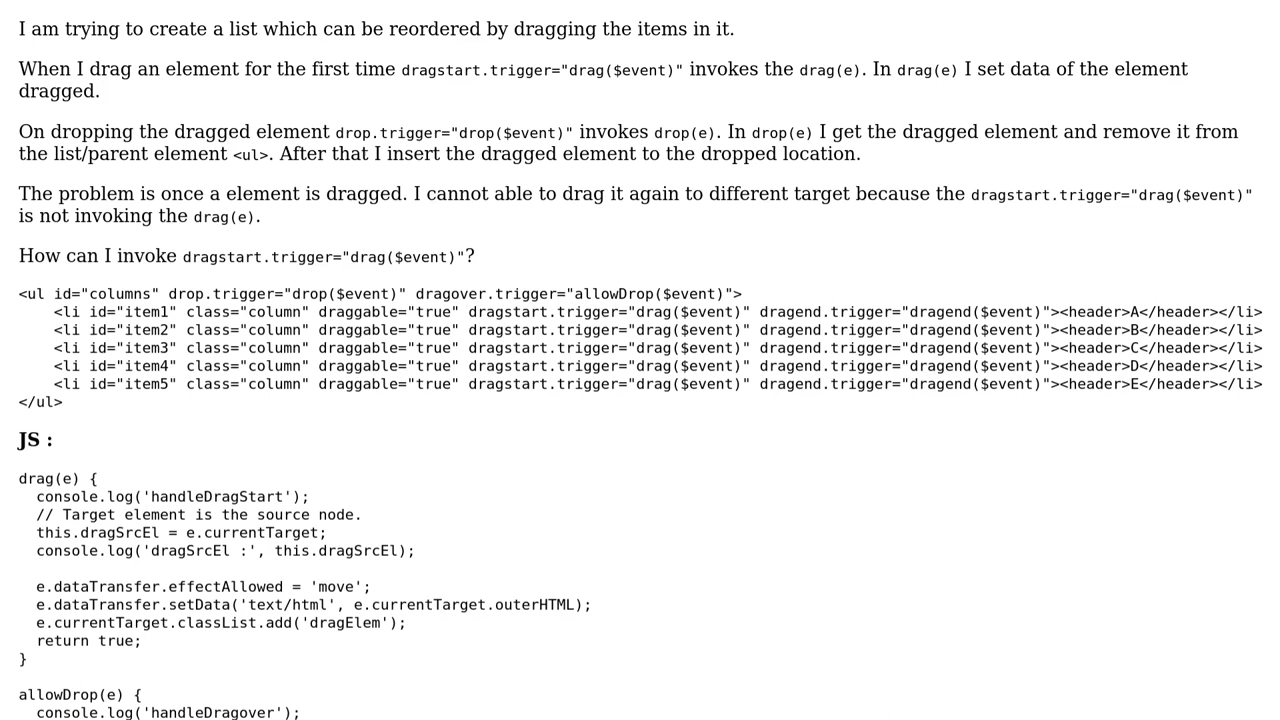 I am trying to create a list which can be reordered by dragging the items in it.
When I drag an element for the first time dragstart.trigger="drag($event)" invokes the drag(e). In drag(e) I set data of the element
dragged.
On dropping the dragged element drop.trigger="drop($event)" invokes drop(e). In drop(e) I get the dragged element and remove it from
the list/parent element <ul>. After that I insert the dragged element to the dropped location.
The problem is once a element is dragged. I cannot able to drag it again to different target because the dragstart.trigger="drag($event)"
is not invoking the drag(e).
How can I invoke dragstart.trigger="drag($event)"?
<ul id="columns" drop.trigger="drop($event)" dragover.trigger="allowDrop($event)">
    <li id="item1" class="column" draggable="true" dragstart.trigger="drag($event)" dragend.trigger="dragend($event)"><header>A</header></li>
    <li id="item2" class="column" draggable="true" dragstart.trigger="drag($event)" dragend.trigger="dragend($event)"><header>B</header></li>
    <li id="item3" class="column" draggable="true" dragstart.trigger="drag($event)" dragend.trigger="dragend($event)"><header>C</header></li>
    <li id="item4" class="column" draggable="true" dragstart.trigger="drag($event)" dragend.trigger="dragend($event)"><header>D</header></li>
    <li id="item5" class="column" draggable="true" dragstart.trigger="drag($event)" dragend.trigger="dragend($event)"><header>E</header></li>
</ul>
JS :
drag(e) {
  console.log('handleDragStart');
  // Target element is the source node.
  this.dragSrcEl = e.currentTarget;
  console.log('dragSrcEl :', this.dragSrcEl);
  e.dataTransfer.effectAllowed = 'move';
  e.dataTransfer.setData('text/html', e.currentTarget.outerHTML);
  e.currentTarget.classList.add('dragElem');
  return true;
}
allowDrop(e) {
  console.log('handleDragover');